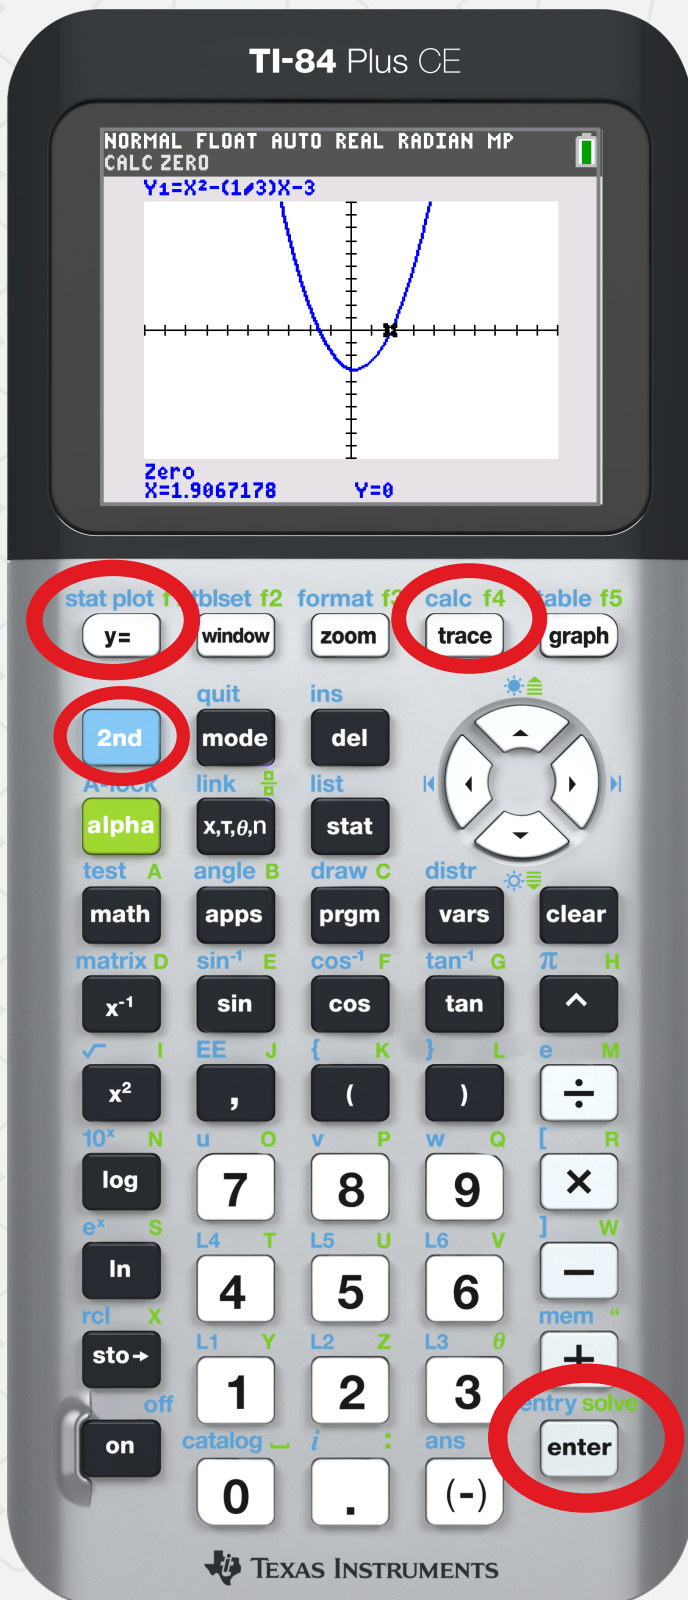 TI-84 Plus CE
NORMAL FLOAT AUTO REAL RADIAN MP
CALC ZERO
Y1=X²-(1/3)X-3
Zero
X=1.9067178 Y=0
stat plot f tblset f2 format f3 calc f4 table f5
y= window zoom trace graph
quit ins
2nd mode del
A-lock link list
alpha x,T,θ,n stat
test A angle B draw C distr
math apps prgm vars clear
matrix D sin⁻¹ E cos⁻¹ F tan⁻¹ G π H
x⁻¹ sin cos tan ^
√ I EE J { K } L e M
x² , ( ) ÷
10ˣ N u O v P w Q [ R
log 7 8 9 ×
eˣ S L4 T L5 U L6 V ] W
ln 4 5 6 −
rcl X L1 Y L2 Z L3 θ mem "
sto→ 1 2 3 +
off catalog ⎵ i : ans entry solve
on 0 . (-) enter
TEXAS INSTRUMENTS